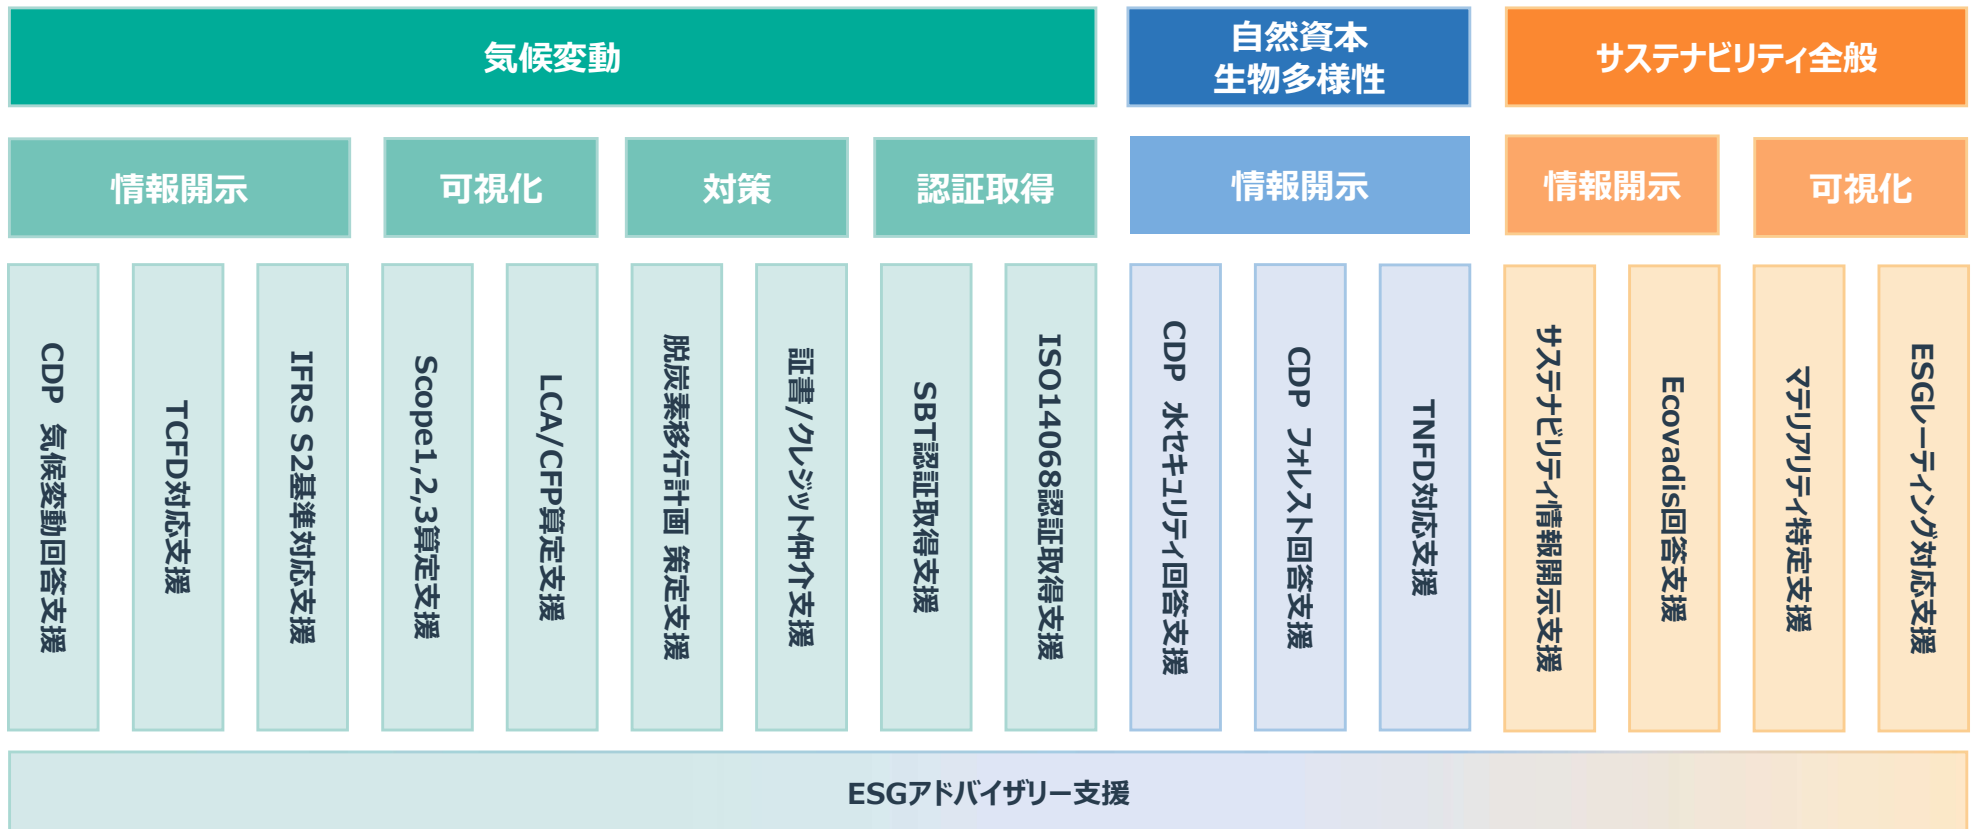 気候変動
自然資本
生物多様性
サステナビリティ全般
情報開示
可視化
対策
認証取得
情報開示
情報開示
可視化
CDP 気候変動回答支援
TCFD対応支援
IFRS S2基準対応支援
Scope1,2,3算定支援
LCA/CFP算定支援
脱炭素移行計画 策定支援
証書/クレジット仲介支援
SBT認証取得支援
ISO14068認証取得支援
CDP 水セキュリティ回答支援
CDP フォレスト回答支援
TNFD対応支援
サステナビリティ情報開示支援
Ecovadis回答支援
マテリアリティ特定支援
ESGレーティング対応支援
ESGアドバイザリー支援